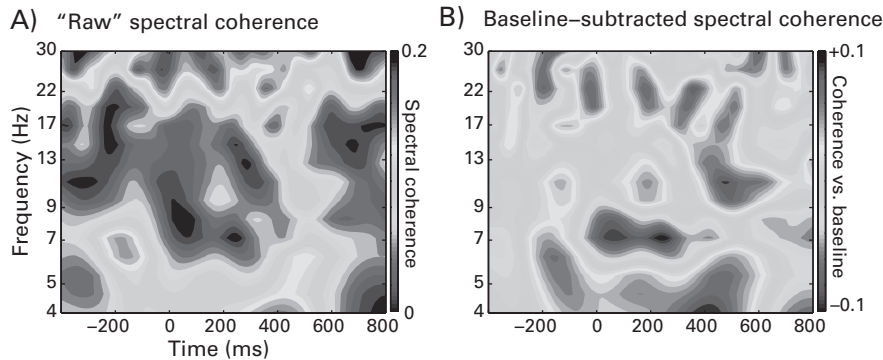 A) "Raw" spectral coherence
30
22
17
13
9
7
5
4
Frequency (Hz)
−200 0 200 400 600 800
Time (ms)
0.2
0
Spectral coherence
B) Baseline–subtracted spectral coherence
30
22
17
13
9
7
5
4
−200 0 200 400 600 800
+0.1
−0.1
Coherence vs. baseline